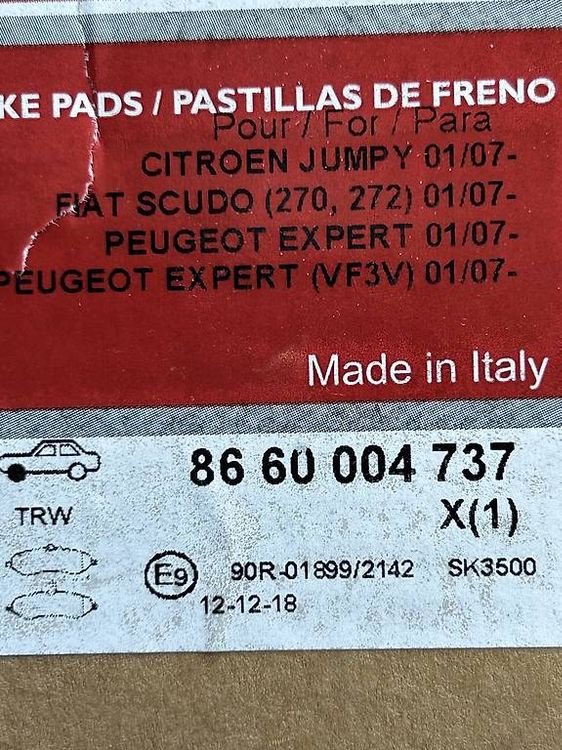 KE PADS / PASTILLAS DE FRENO
Pour / For / Para
CITROEN JUMPY 01/07-
FIAT SCUDO (270, 272) 01/07-
PEUGEOT EXPERT 01/07-
PEUGEOT EXPERT (VF3V) 01/07-
Made in Italy
86 60 004 737
TRW
X(1)
E9 90R-01899/2142 SK3500
12-12-18